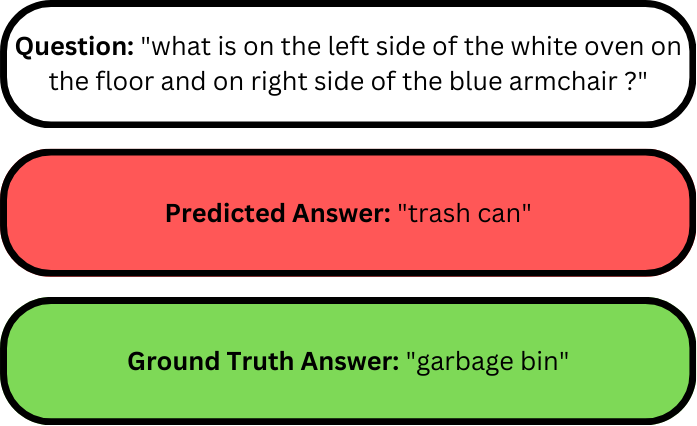 Question: "what is on the left side of the white oven on
the floor and on right side of the blue armchair ?"
Predicted Answer: "trash can"
Ground Truth Answer: "garbage bin"